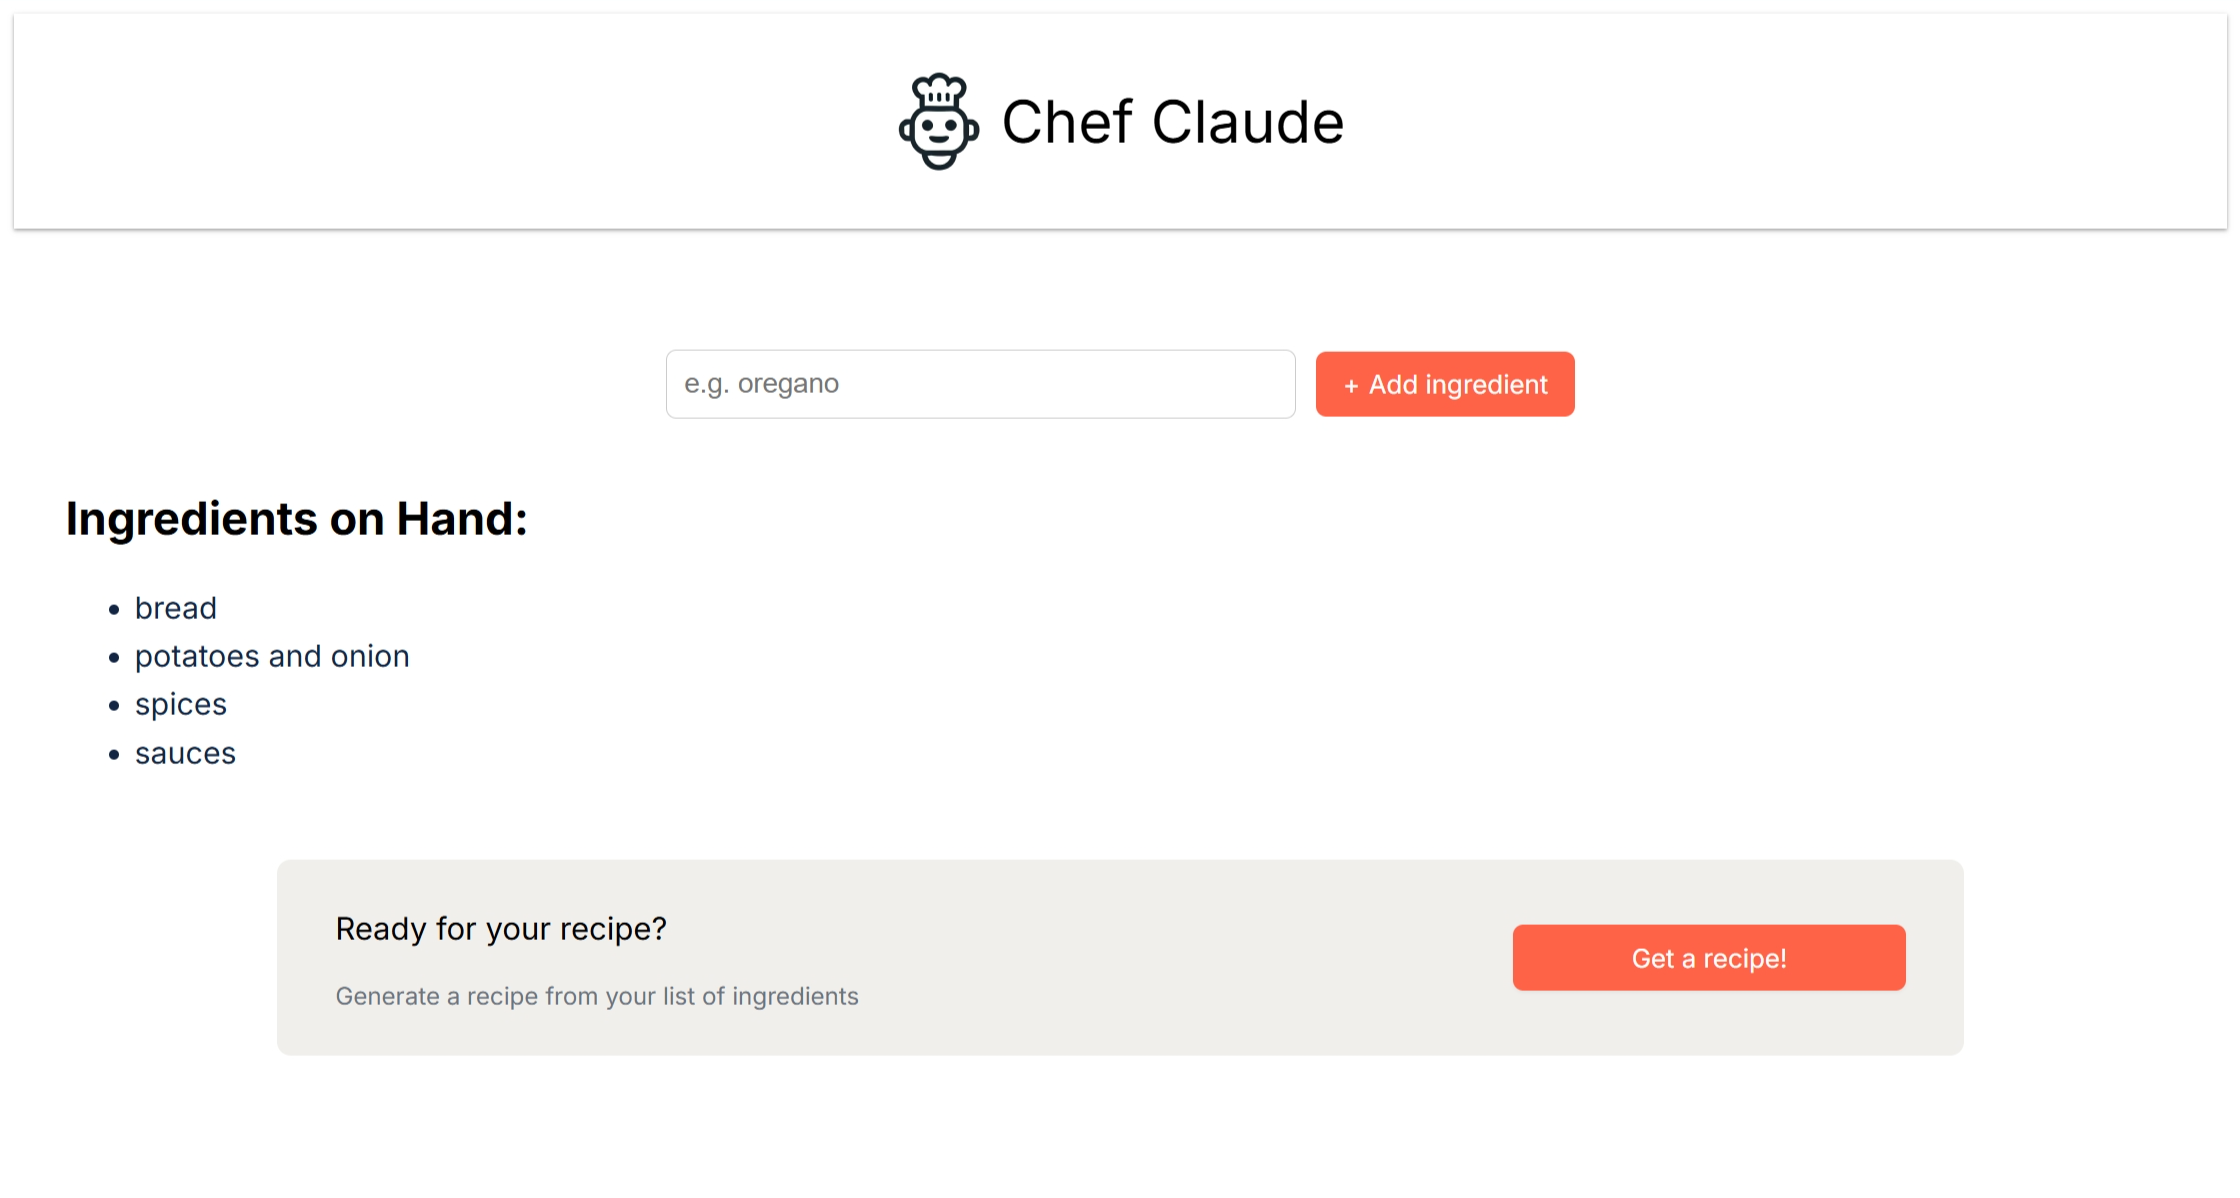 Chef Claude
e.g. oregano
+ Add ingredient
Ingredients on Hand:
• bread
• potatoes and onion
• spices
• sauces
Ready for your recipe?
Generate a recipe from your list of ingredients
Get a recipe!